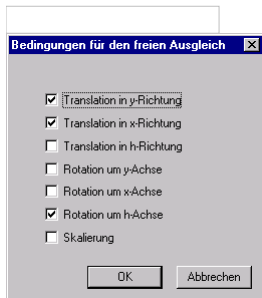 Bedingungen für den freien Ausgleich
Translation in y-Richtung
Translation in x-Richtung
Translation in h-Richtung
Rotation um y-Achse
Rotation um x-Achse
Rotation um h-Achse
Skalierung
OK Abbrechen